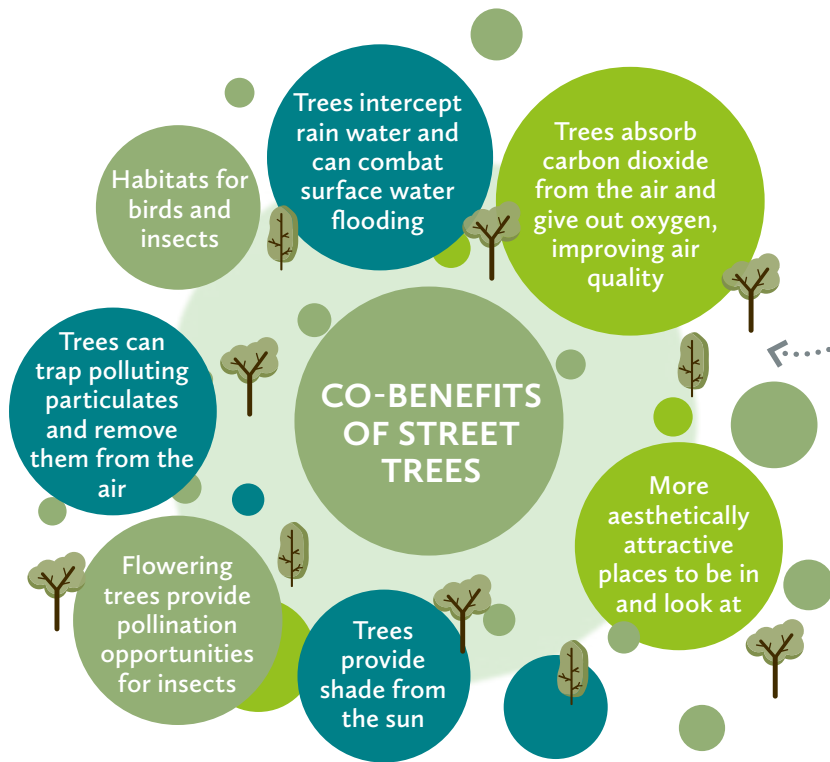 CO-BENEFITS
OF STREET
TREES
Trees intercept
rain water and
can combat
surface water
flooding
Trees absorb
carbon dioxide
from the air and
give out oxygen,
improving air
quality
More
aesthetically
attractive
places to be in
and look at
Trees
provide
shade from
the sun
Flowering
trees provide
pollination
opportunities
for insects
Trees can
trap polluting
particulates
and remove
them from the
air
Habitats for
birds and
insects